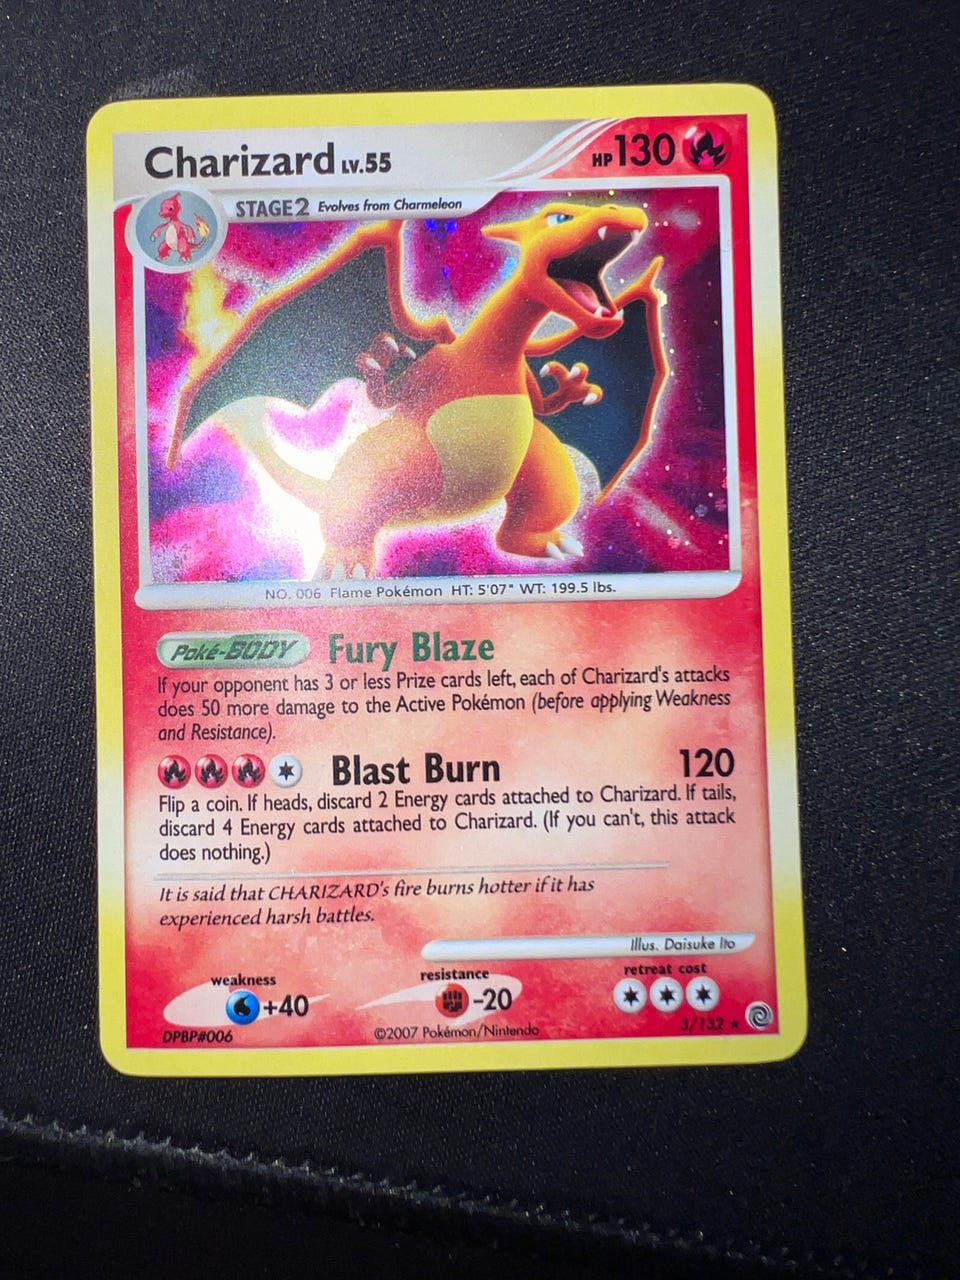 Charizard LV.55 HP 130
STAGE2 Evolves from Charmeleon
NO. 006 Flame Pokémon HT: 5'07" WT: 199.5 lbs.
Poké-BODY Fury Blaze
If your opponent has 3 or less Prize cards left, each of Charizard's attacks
does 50 more damage to the Active Pokémon (before applying Weakness
and Resistance).
Blast Burn 120
Flip a coin. If heads, discard 2 Energy cards attached to Charizard. If tails,
discard 4 Energy cards attached to Charizard. (If you can't, this attack
does nothing.)
It is said that CHARIZARD's fire burns hotter if it has
experienced harsh battles.
Illus. Daisuke Ito
weakness resistance retreat cost
+40 -20
DPBP#006 ©2007 Pokémon/Nintendo 3/132 ★